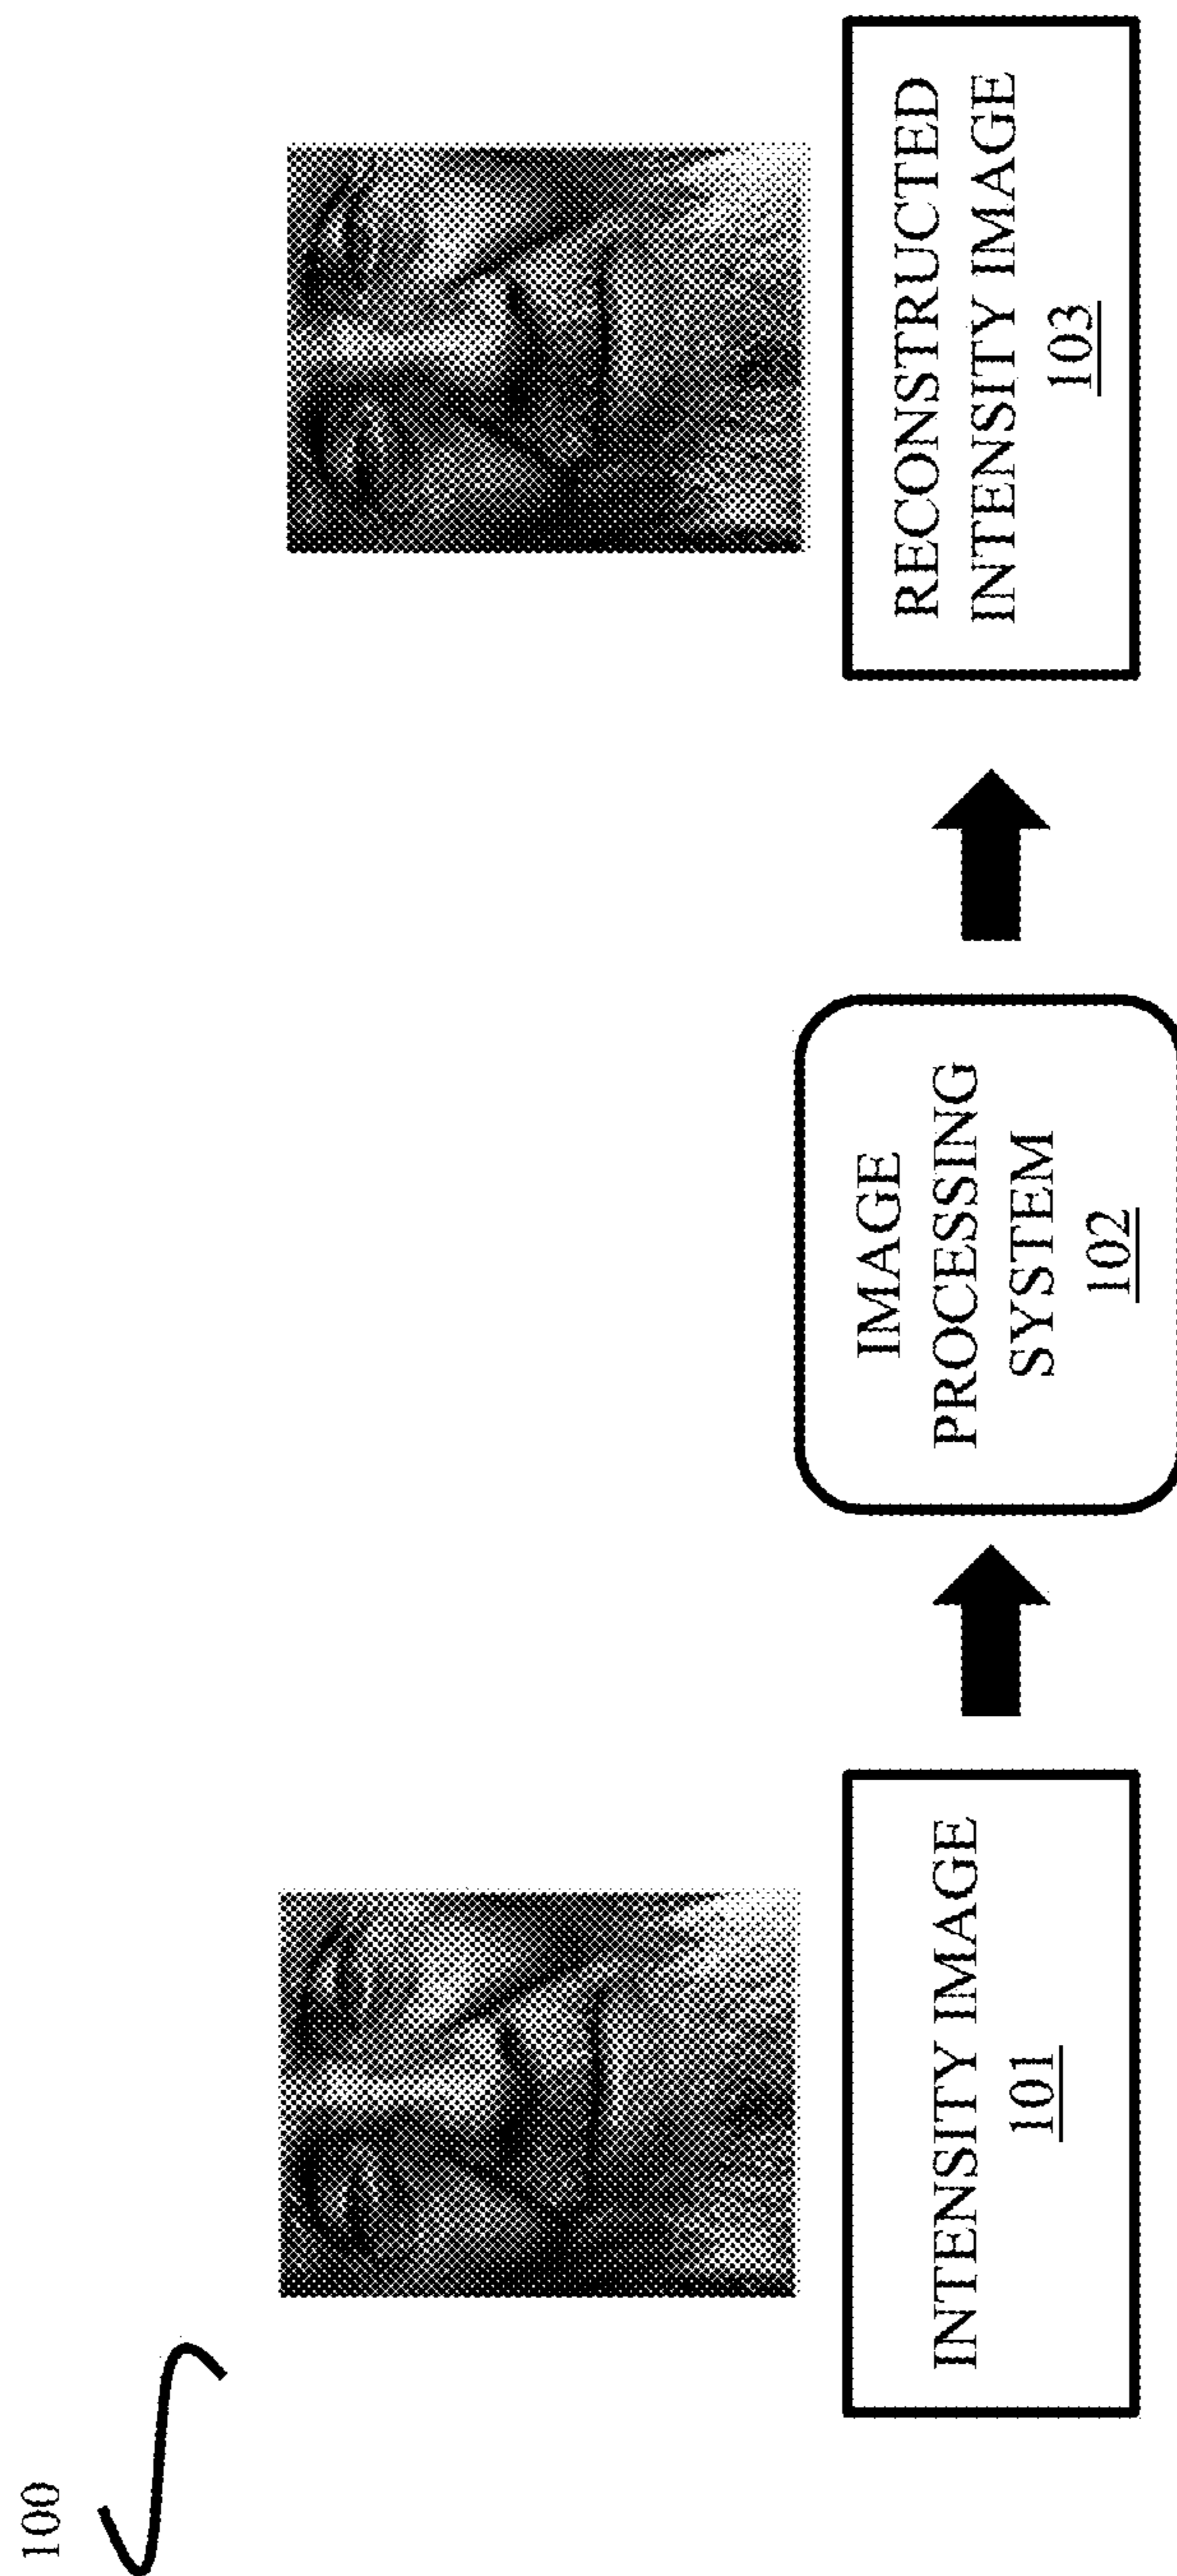 100
INTENSITY IMAGE
101
IMAGE
PROCESSING
SYSTEM
102
RECONSTRUCTED
INTENSITY IMAGE
103